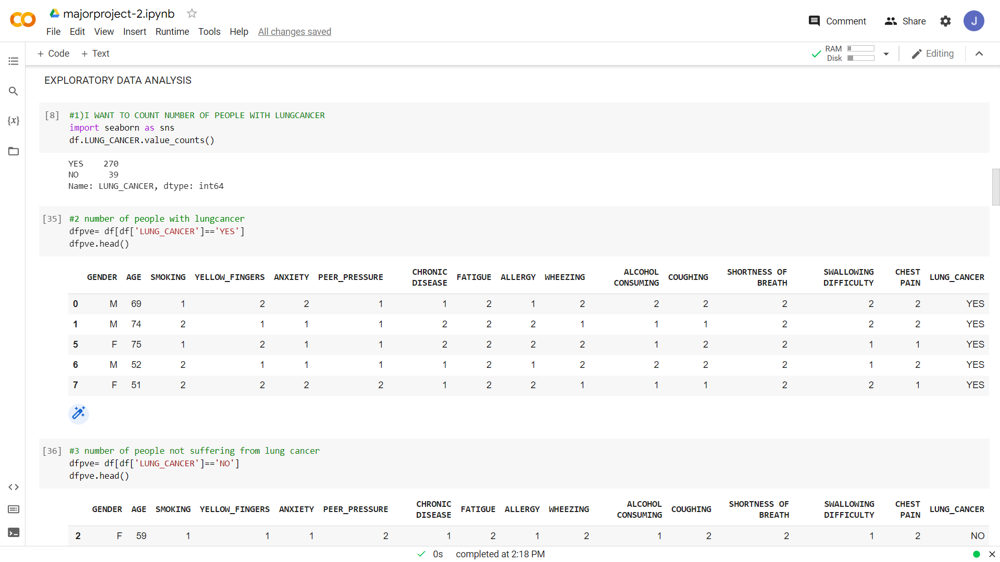 majorproject-2.ipynb
Comment
Share
J
File Edit View Insert Runtime Tools Help All changes saved
+ Code + Text
RAM
Disk
Editing
EXPLORATORY DATA ANALYSIS
{x}
[8] #1)I WANT TO COUNT NUMBER OF PEOPLE WITH LUNGCANCER
import seaborn as sns
df.LUNG_CANCER.value_counts()
YES 270
NO 39
Name: LUNG_CANCER, dtype: int64
[35] #2 number of people with lungcancer
dfpve= df[df['LUNG_CANCER']=='YES']
dfpve.head()
GENDER AGE SMOKING YELLOW_FINGERS ANXIETY PEER_PRESSURE CHRONIC DISEASE FATIGUE ALLERGY WHEEZING ALCOHOL CONSUMING COUGHING SHORTNESS OF BREATH SWALLOWING DIFFICULTY CHEST PAIN LUNG_CANCER
0 M 69 1 2 2 1 1 2 1 2 2 2 2 2 2 YES
1 M 74 2 1 1 1 2 2 2 1 1 1 2 2 2 YES
5 F 75 1 2 1 1 2 2 2 2 1 2 2 1 1 YES
6 M 52 2 1 1 1 1 2 1 2 2 2 2 1 2 YES
7 F 51 2 2 2 2 1 2 2 1 1 1 2 2 1 YES
[36] #3 number of people not suffering from lung cancer
dfpve= df[df['LUNG_CANCER']=='NO']
dfpve.head()
GENDER AGE SMOKING YELLOW_FINGERS ANXIETY PEER_PRESSURE CHRONIC DISEASE FATIGUE ALLERGY WHEEZING ALCOHOL CONSUMING COUGHING SHORTNESS OF BREATH SWALLOWING DIFFICULTY CHEST PAIN LUNG_CANCER
2 F 59 1 1 1 2 1 2 1 2 1 2 2 1 2 NO
0s completed at 2:18 PM